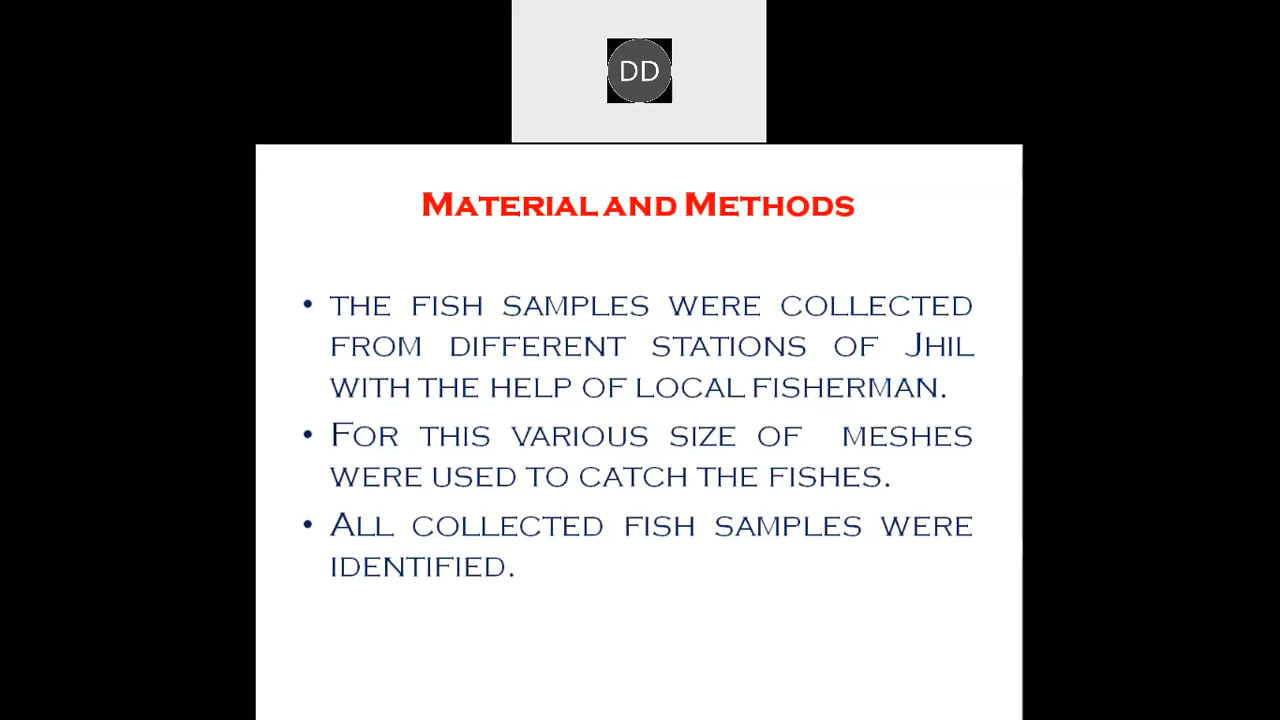 DD
Material and Methods
• the fish samples were collected
from different stations of Jhil
with the help of local fisherman.
• For this various size of meshes
were used to catch the fishes.
• All collected fish samples were
identified.